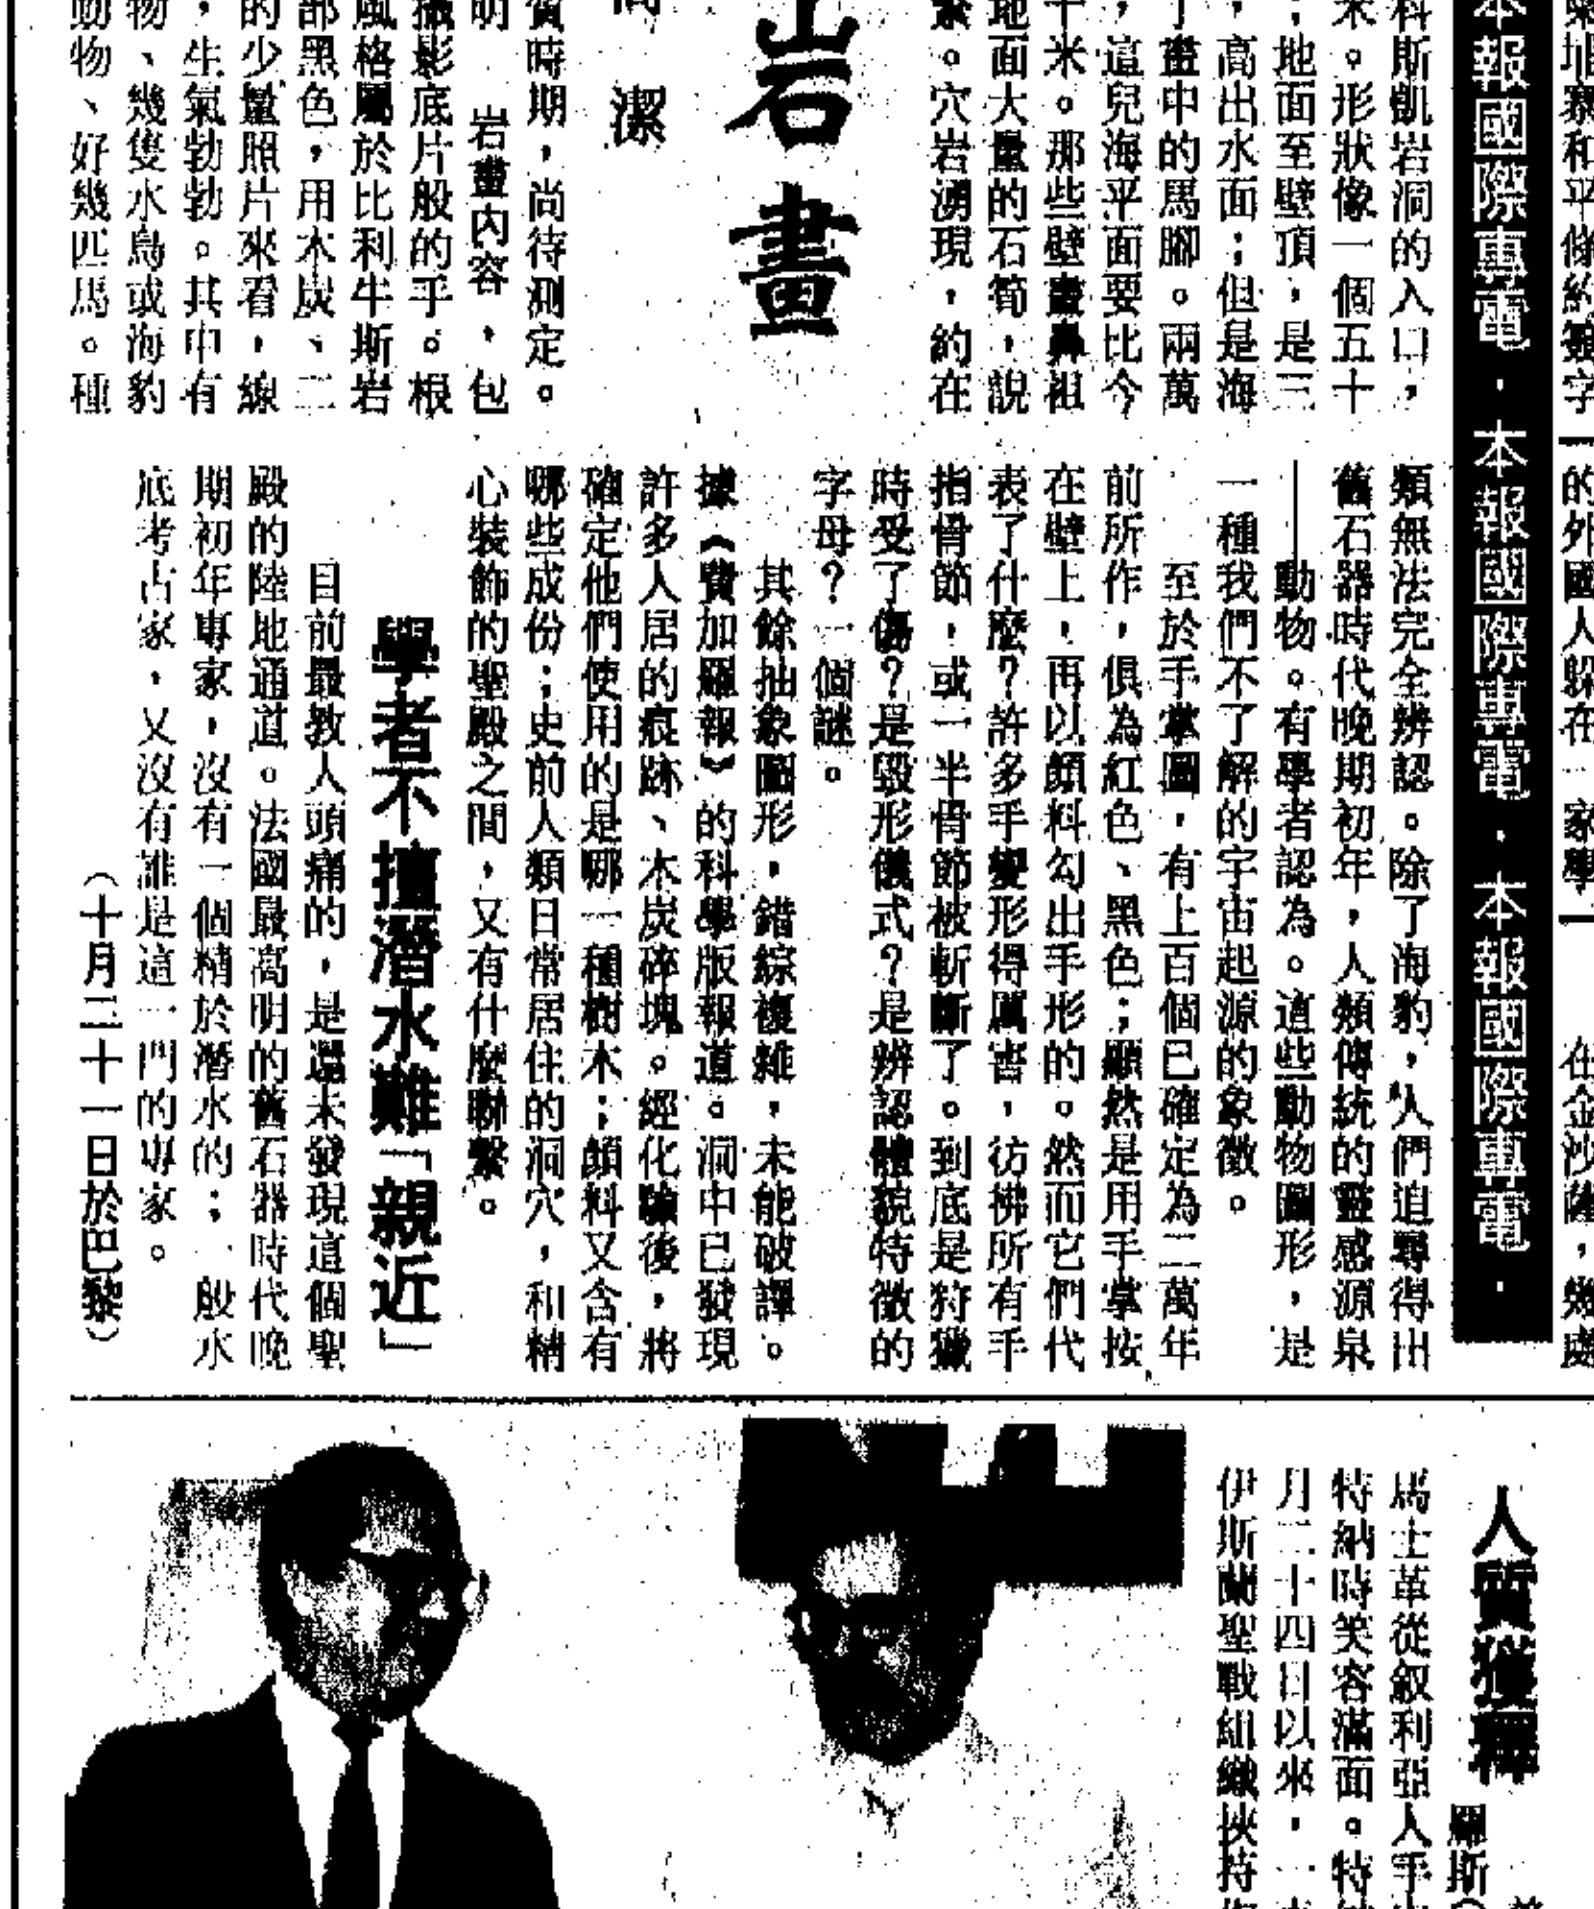 本報國際專電・本報國際專電・本報國際專電・
科斯凱岩洞的入口，
米。形狀像一個五十
；地面至壁頂，是三
，高出水面；但是海
了畫中的馬腳。兩萬
，這兒海平面要比今
十米。那些壁畫鼻祖
地面大量的石筍，說
繫。穴岩湧現，約在
岩畫
潔
賓時期，尚待測定。
明　岩畫內容，包
攝影底片般的手。根
風格屬於比利牛斯岩
部黑色，用木炭、二
的少量照片來看，線
，生氣勃勃。其中有
物、幾隻水鳥或海豹
動物、好幾匹馬。種
類無法完全辨認。除了海豹，人們追尋得出
舊石器時代晚期初年，人類傳統的靈感源泉
——動物。有學者認為。這些動物圖形，是
一種我們不了解的宇宙起源的象徵。
至於手掌圖，有上百個已確定為二萬年
前所作，俱為紅色、黑色；顯然是用手掌按
在壁上，再以顏料勾出手形的。然而它們代
表了什麼？許多手變形得厲害，彷彿所有手
指骨節，或一半骨節被斬斷了。到底是狩獵
時受了傷？是毀形儀式？是辨認體貌特徵的
字母？一個謎。
其餘抽象圖形，錯綜複雜，未能破譯。
據《費加羅報》的科學版報道。洞中已發現
許多人居的痕跡、木炭碎塊。經化驗後，將
確定他們使用的是哪一種樹木；顏料又含有
哪些成份；史前人類日常居住的洞穴，和精
心裝飾的聖殿之間，又有什麼聯繫。
學者不擅潛水難「親近」
目前最教人頭痛的，是還未發現這個聖
殿的陸地通道。法國最高明的舊石器時代晚
期初年專家，沒有一個精於潛水的；一般水
底考古家，又沒有誰是這一門的專家。
（十月二十一日於巴黎）
人質獲釋
羅斯
馬士革從叙利亞人手
特納時笑容滿面。特
月二十四日以來，一
伊斯蘭聖戰組織挾持